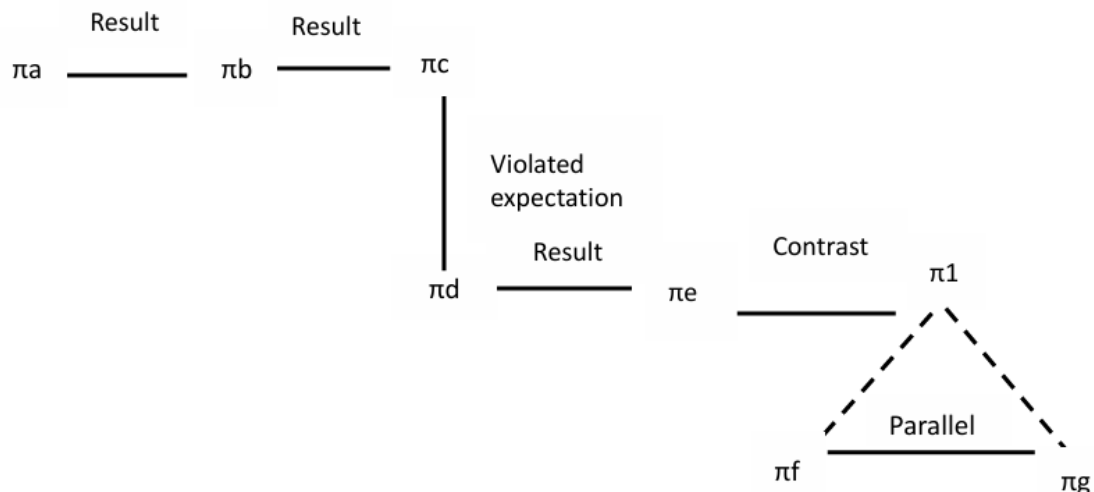 Result
Result
πa
πb
πc
Violated
expectation
Result
Contrast
πd
πe
π1
Parallel
πf
πg